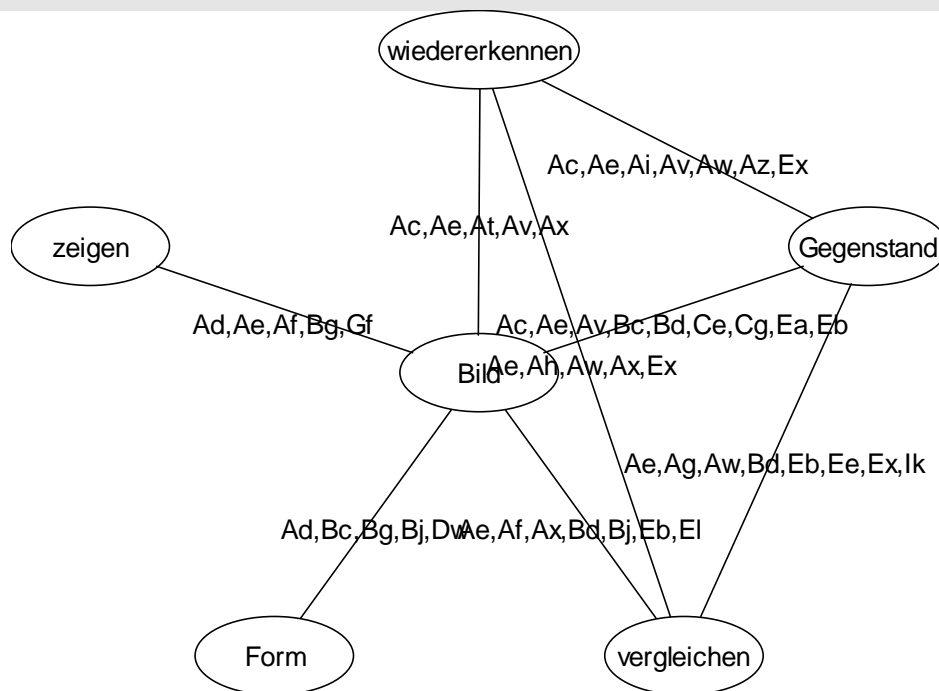 wiedererkennen
Ac,Ae,Ai,Av,Aw,Az,Ex
Ac,Ae,At,Av,Ax
zeigen
Gegenstand
Ad,Ae,Af,Bg,Gf
Ac,Ae,Av,Bc,Bd,Ce,Cg,Ea,Eb
Bild
Ae,Ah,Aw,Ax,Ex
Ae,Ag,Aw,Bd,Eb,Ee,Ex,Ik
Ad,Bc,Bg,Bj,Dw
Ae,Af,Ax,Bd,Bj,Eb,El
Form
vergleichen